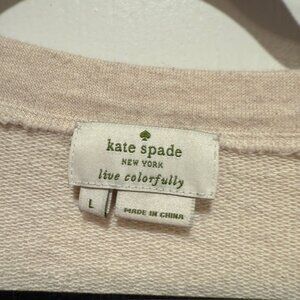 kate spade
NEW YORK
live colorfully
L
MADE IN CHINA